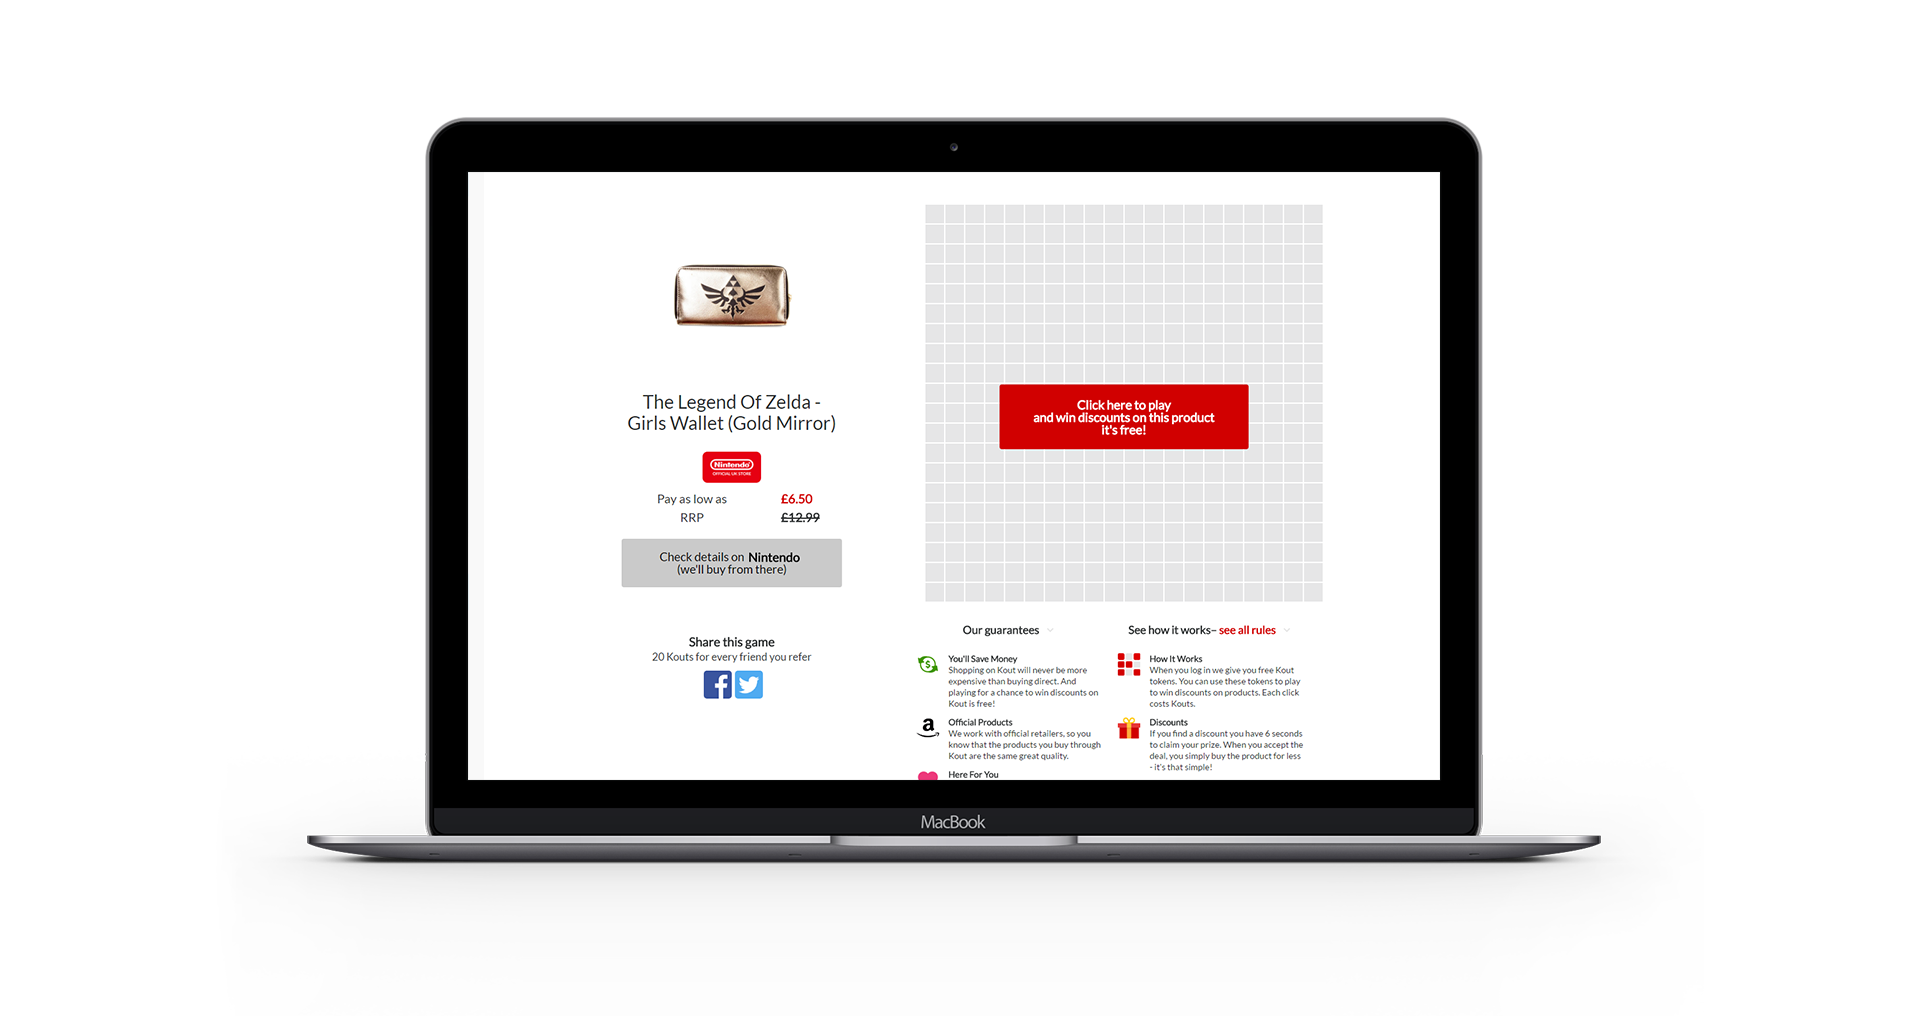 The Legend Of Zelda -
Girls Wallet (Gold Mirror)
Nintendo
OFFICIAL UK STORE
Pay as low as £6.50
RRP £12.99
Check details on Nintendo
(we'll buy from there)
Share this game
20 Kouts for every friend you refer
Click here to play
and win discounts on this product
it's free!
Our guarantees
You'll Save Money
Shopping on Kout will never be more
expensive than buying direct. And
playing for a chance to win discounts on
Kout is free!
Official Products
We work with official retailers, so you
know that the products you buy through
Kout are the same great quality.
Here For You
See how it works– see all rules
How It Works
When you log in we give you free Kout
tokens. You can use these tokens to play
to win discounts on products. Each click
costs Kouts.
Discounts
If you find a discount you have 6 seconds
to claim your prize. When you accept the
deal, you simply buy the product for less
- it's that simple!
MacBook